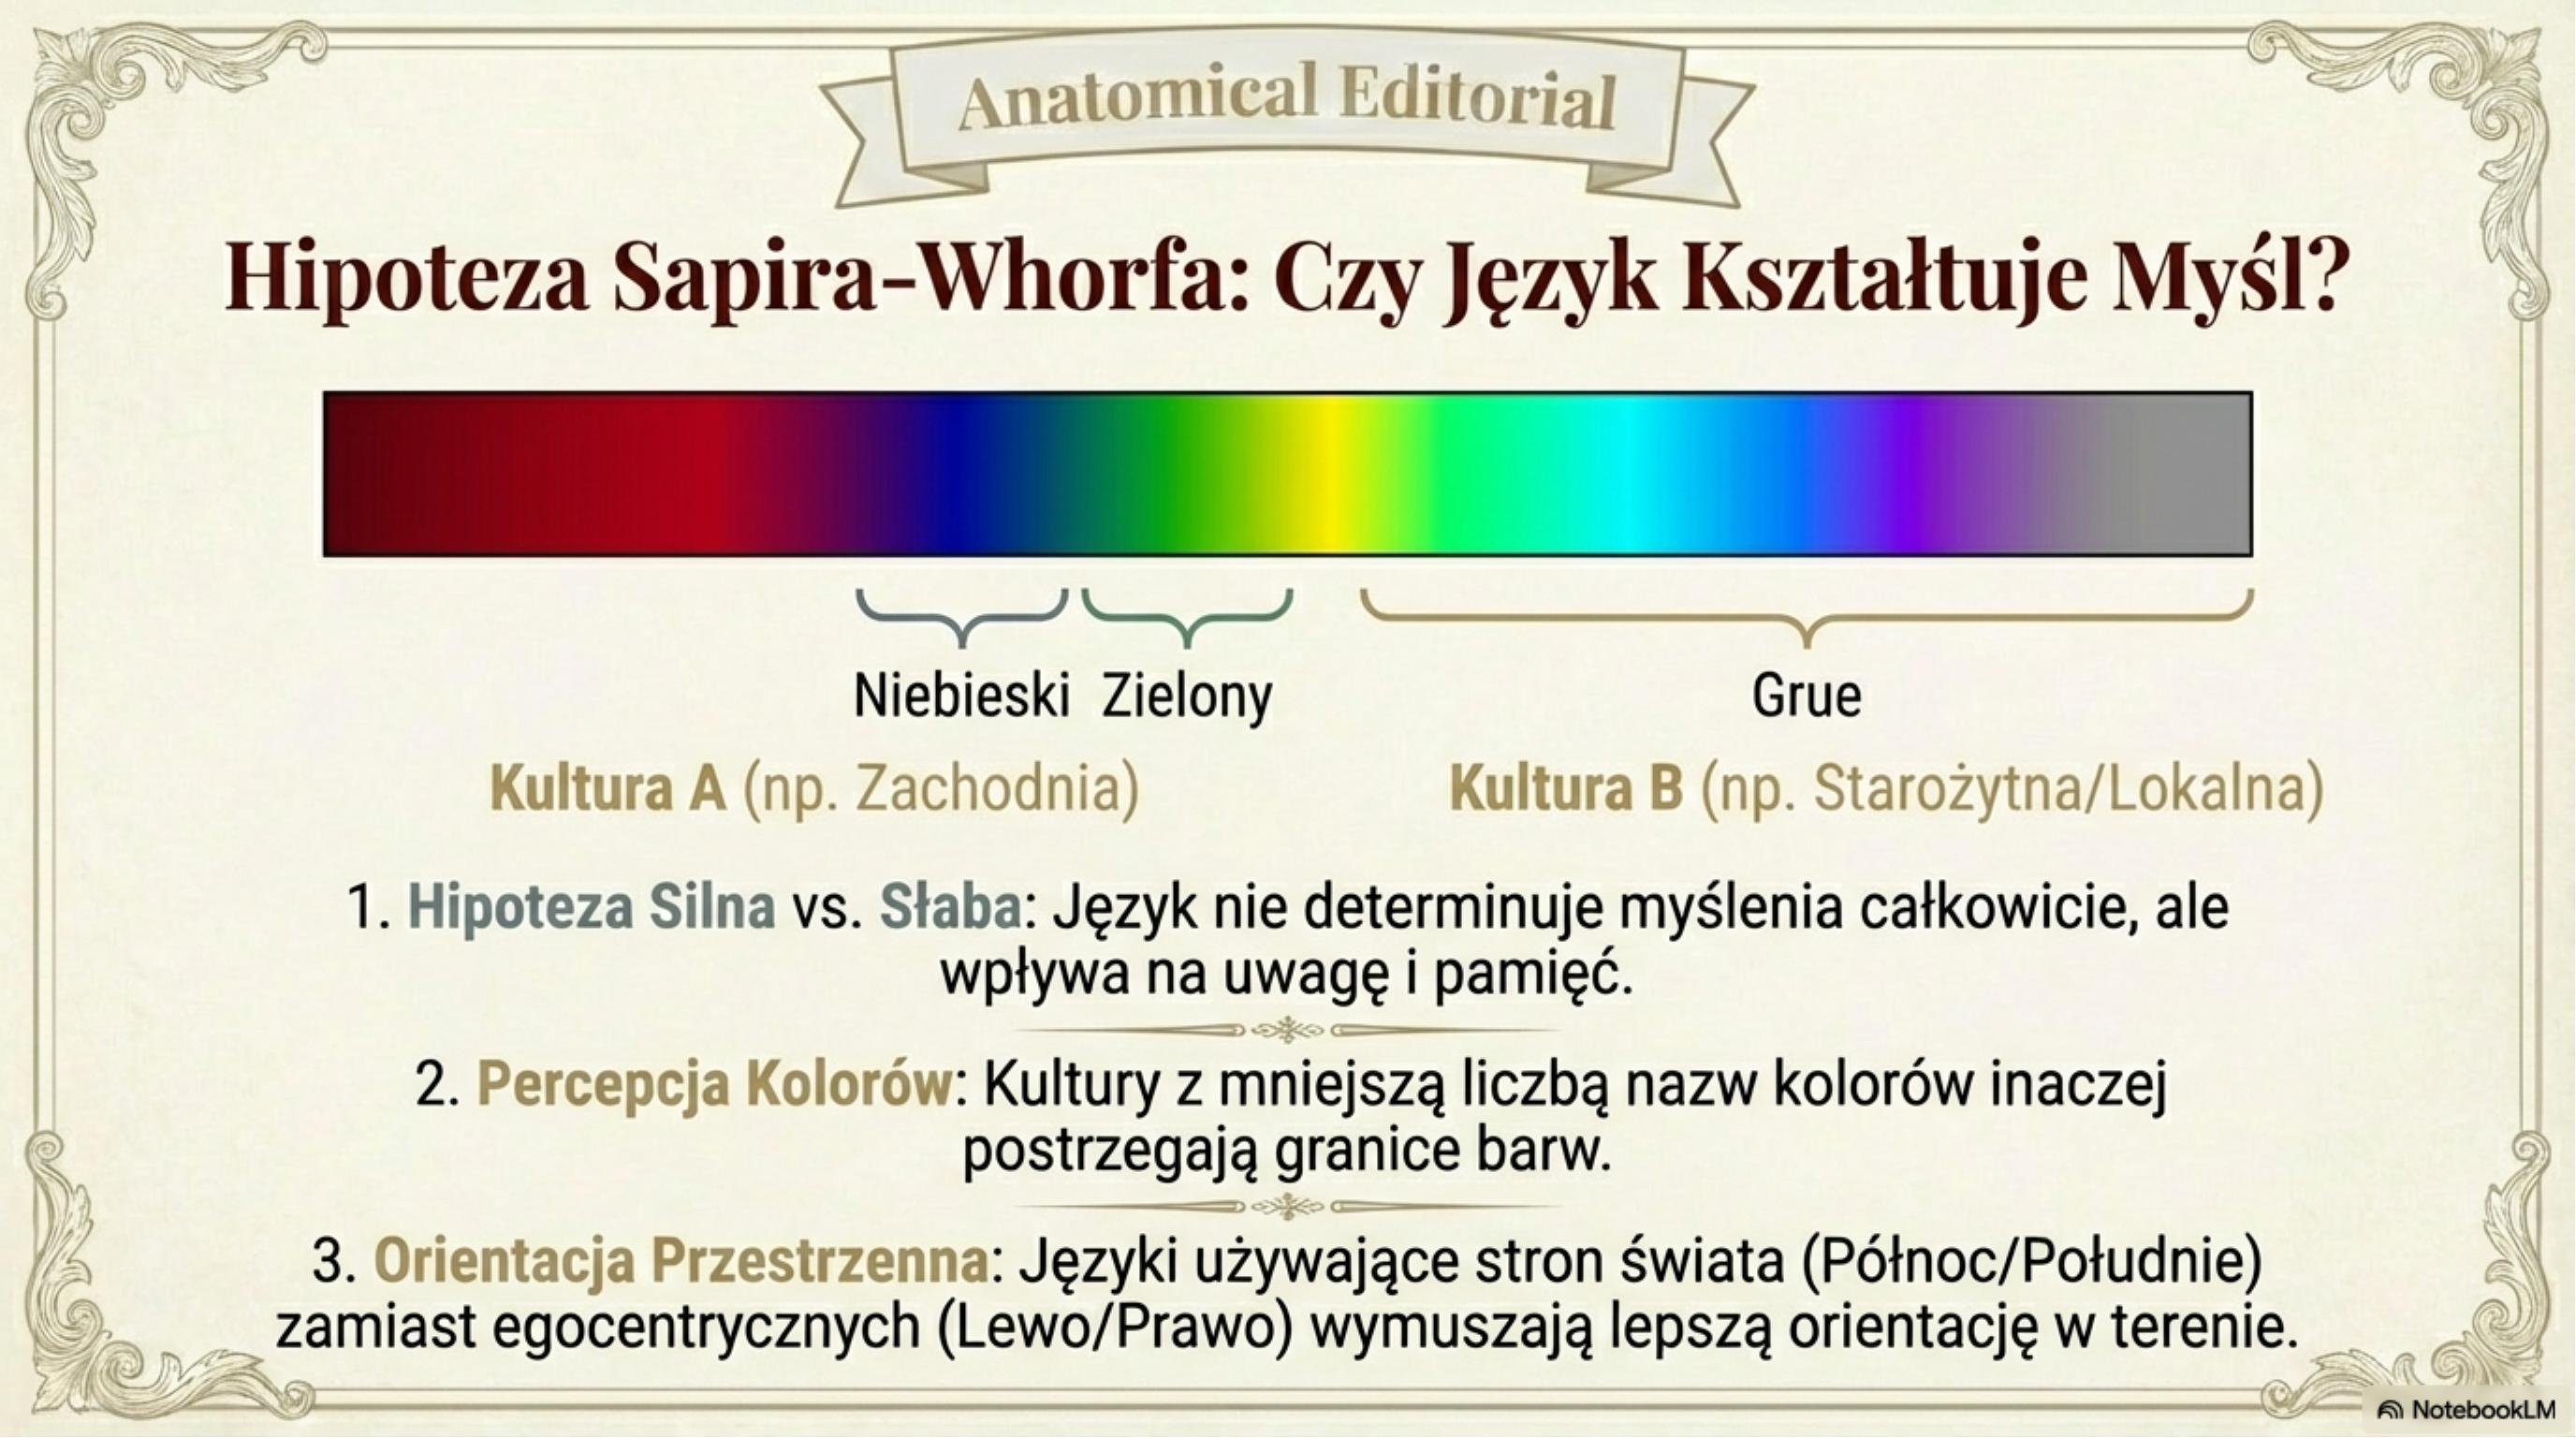 Anatomical Editorial
Hipoteza Sapira-Whorfa: Czy Język Kształtuje Myśl?
Niebieski Zielony Grue
Kultura A (np. Zachodnia) Kultura B (np. Starożytna/Lokalna)
1. Hipoteza Silna vs. Słaba: Język nie determinuje myślenia całkowicie, ale
wpływa na uwagę i pamięć.
2. Percepcja Kolorów: Kultury z mniejszą liczbą nazw kolorów inaczej
postrzegają granice barw.
3. Orientacja Przestrzenna: Języki używające stron świata (Północ/Południe)
zamiast egocentrycznych (Lewo/Prawo) wymuszają lepszą orientację w terenie.
NotebookLM